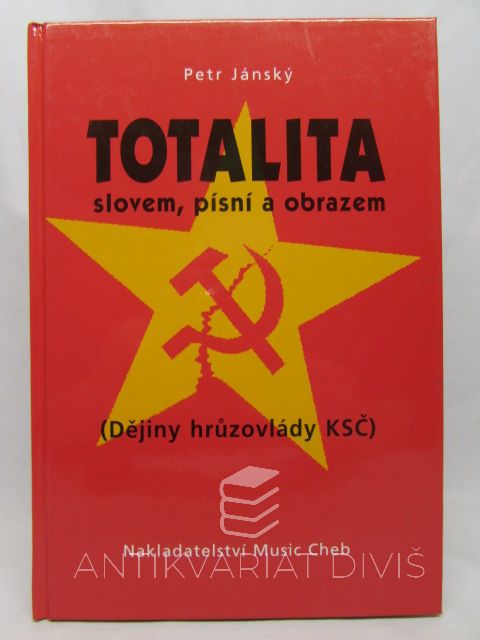 Petr Jánský
TOTALITA
slovem, písní a obrazem
(Dějiny hrůzovlády KSČ)
Nakladatelství Music Cheb
ANTIKVARIÁT DIVIŠ